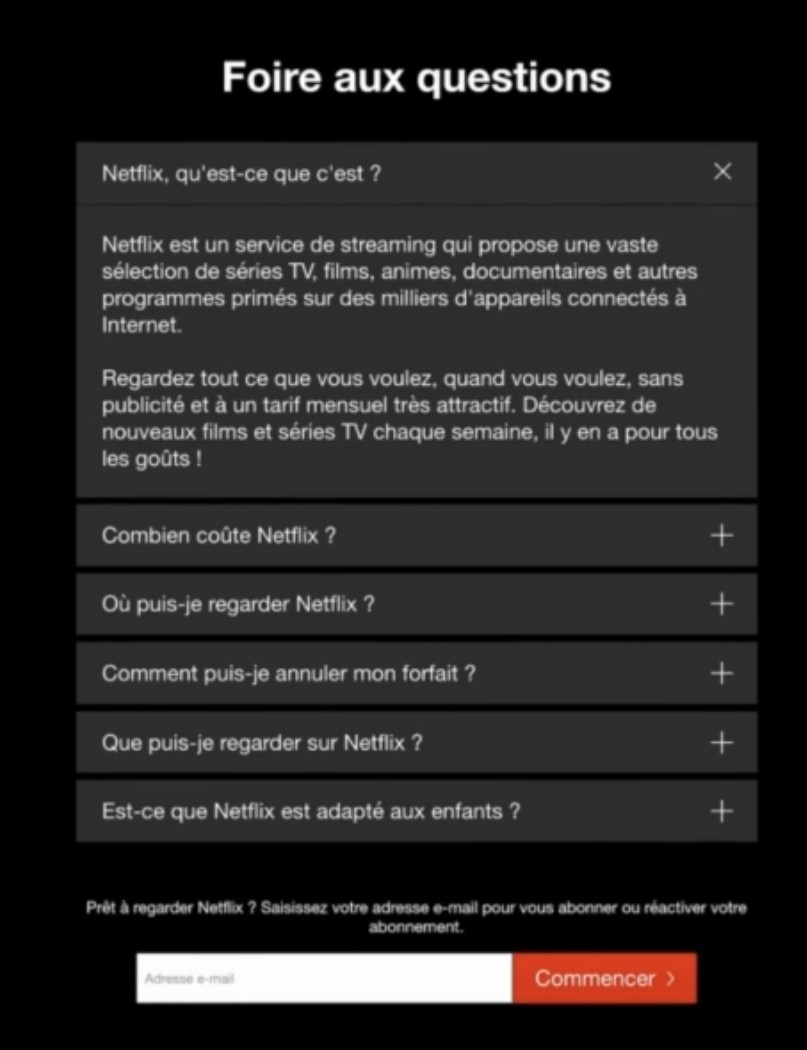 Foire aux questions
Netflix, qu'est-ce que c'est ?
Netflix est un service de streaming qui propose une vaste
sélection de séries TV, films, animes, documentaires et autres
programmes primés sur des milliers d'appareils connectés à
Internet.
Regardez tout ce que vous voulez, quand vous voulez, sans
publicité et à un tarif mensuel très attractif. Découvrez de
nouveaux films et séries TV chaque semaine, il y en a pour tous
les goûts !
Combien coûte Netflix ?
Où puis-je regarder Netflix ?
Comment puis-je annuler mon forfait ?
Que puis-je regarder sur Netflix ?
Est-ce que Netflix est adapté aux enfants ?
Prêt à regarder Netflix ? Saisissez votre adresse e-mail pour vous abonner ou réactiver votre
abonnement.
Adresse e-mail
Commencer >